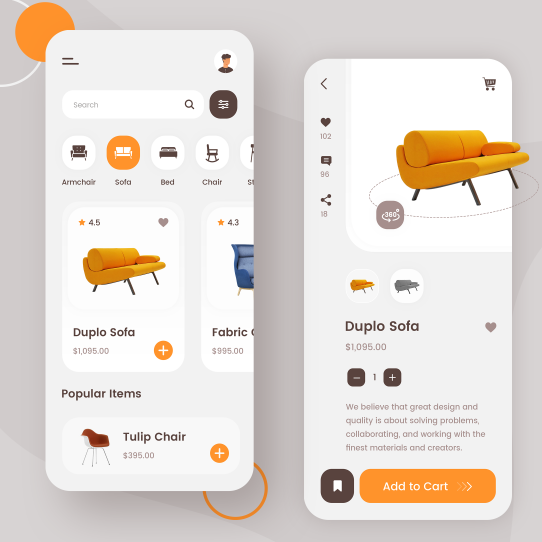 Search
Armchair
Sofa
Bed
Chair
4.5
4.3
Duplo Sofa
$1,095.00
Fabric
$995.00
Popular Items
Tulip Chair
$395.00
102
96
18
360°
Duplo Sofa
$1,095.00
1
We believe that great design and
quality is about solving problems,
collaborating, and working with the
finest materials and creators.
Add to Cart